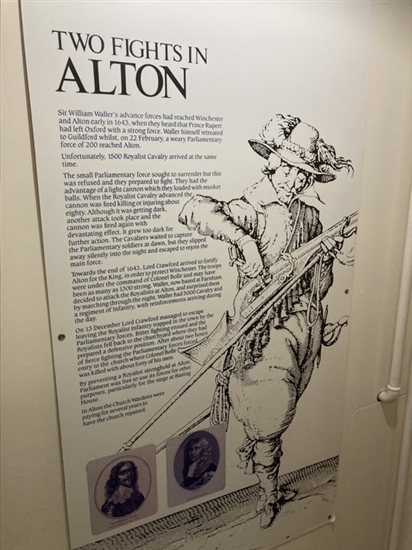 TWO FIGHTS IN
ALTON
Sir William Waller's advance forces had reached Winchester
and Alton early in 1643, when they heard that Prince Rupert
had left Oxford with a strong force. Waller himself retreated
to Guildford whilst, on 22 February, a weary Parliamentary
force of 200 reached Alton.
Unfortunately, 1500 Royalist Cavalry arrived at the same
time.
The small Parliamentary force sought to surrender but this
was refused and they prepared to fight. They had the
advantage of a light cannon which they loaded with musket
balls. When the Royalist Cavalry advanced the
cannon was fired killing or injuring about
eighty. Although it was getting dark,
another attack took place and the
cannon was fired again with
devastating effect. It grew too dark for
further action. The Cavaliers waited to capture
the Parliamentary soldiers at dawn, but they slipped
away silently into the night and escaped to rejoin the
main force.
Towards the end of 1643, Lord Crawford arrived to fortify
Alton for the King, in order to protect Winchester. The troops
were under the command of Colonel Bolle and may have
been as many as 1300 strong. Waller, now based at Farnham,
decided to attack the Royalists at Alton, and surprised them
by marching through the night. Waller had 5000 Cavalry and
a regiment of Infantry, with reinforcements arriving during
the day.
On 13 December Lord Crawford managed to escape
leaving the Royalist Infantry trapped in the town by the
Parliamentary forces. Bitter fighting ensued and the
Royalists fell back to the churchyard where they had
prepared a defensive position. After about two hours
of fierce fighting the Parliamentary forces forced
entry to the church where Colonel Bolle
was killed with about forty of his men.
By preventing a Royalist stronghold at Alton
Parliament was free to use its forces for other
purposes, particularly for the siege at Basing
House.
In Alton the Church Wardens were
paying for several years to
have the church repaired.